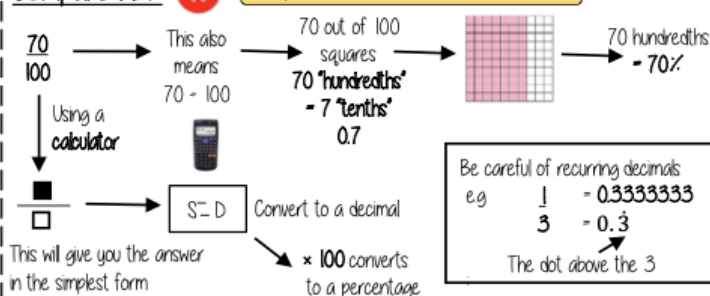 70
100
This also
means
70 - 100
70 out of 100
squares
70 "hundredths"
= 7 "tenths"
0.7
70 hundredths
= 70%
Using a
calculator
This will give you the answer
in the simplest form
S=D
Convert to a decimal
× 100 converts
to a percentage
Be careful of recurring decimals
e.g
1
3
= 0.3333333
= 0.3̇
The dot above the 3